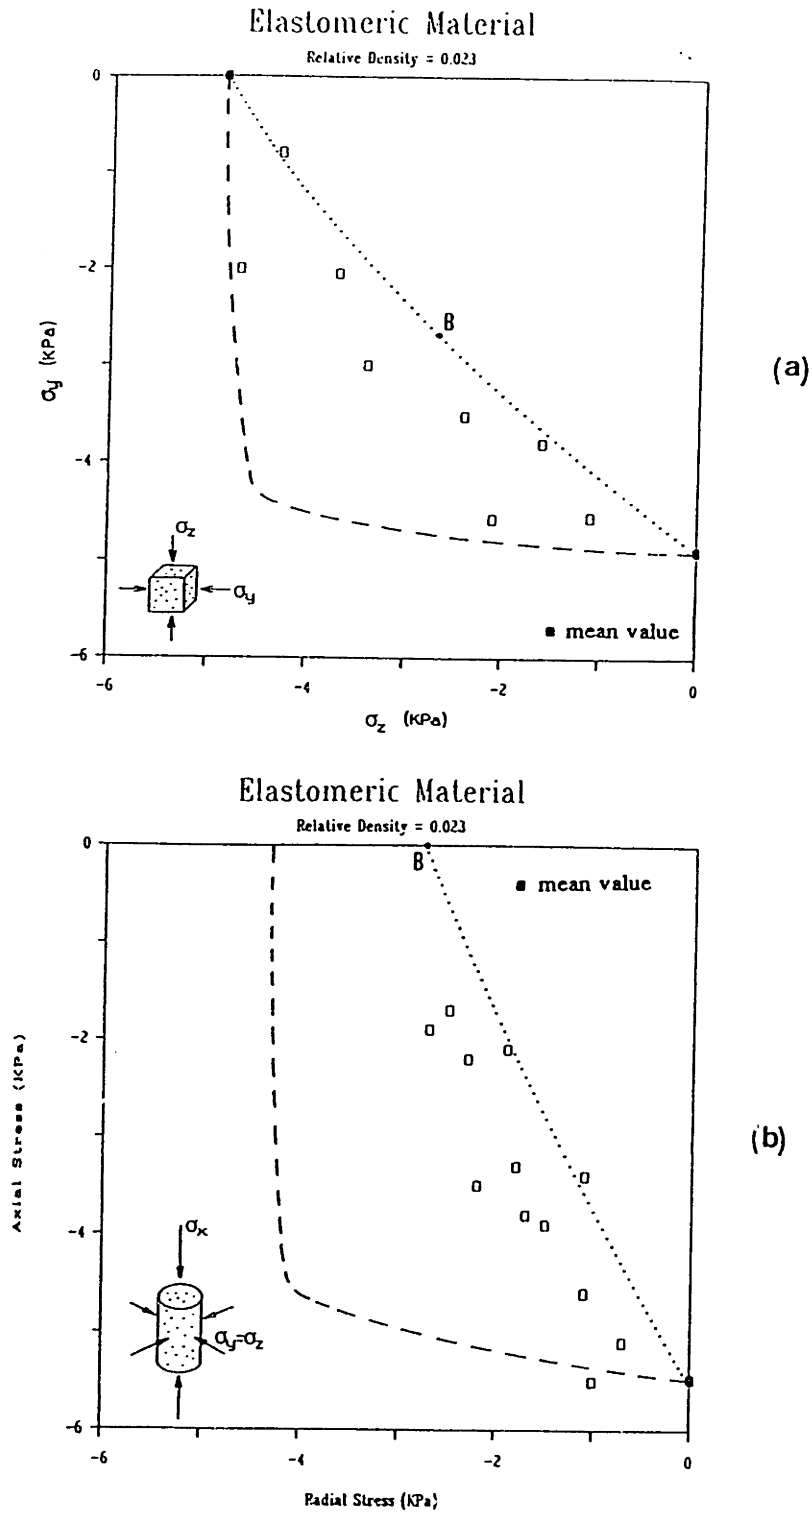 Elastomeric Material
Relative Density = 0.023
0
-2
-4
-6
σy (KPa)
B
(a)
σz
σy
■ mean value
-6
-4
-2
0
σz (KPa)
Elastomeric Material
Relative Density = 0.023
0
B
■ mean value
-2
-4
-6
Axial Stress (KPa)
(b)
σx
σy=σz
-6
-4
-2
0
Radial Stress (KPa)